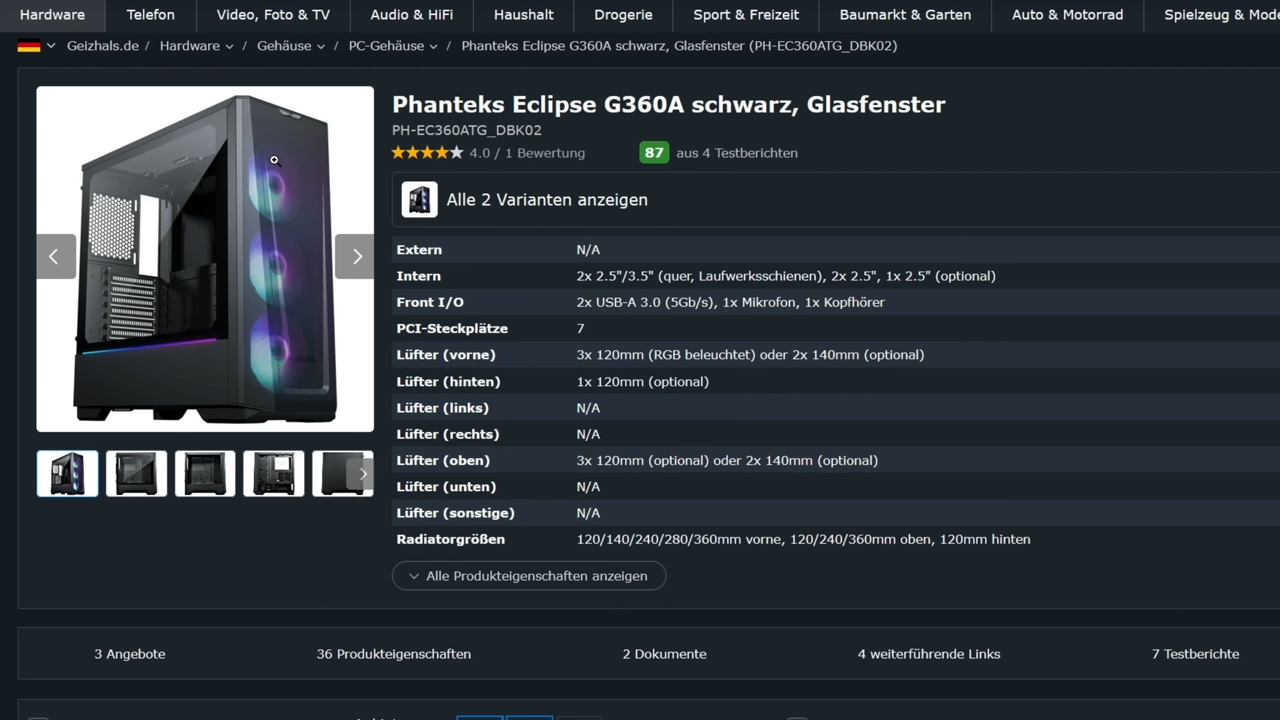 Hardware Telefon Video, Foto & TV Audio & HiFi Haushalt Drogerie Sport & Freizeit Baumarkt & Garten Auto & Motorrad Spielzeug &
Geizhals.de / Hardware / Gehäuse / PC-Gehäuse / Phanteks Eclipse G360A schwarz, Glasfenster (PH-EC360ATG_DBK02)
Phanteks Eclipse G360A schwarz, Glasfenster
PH-EC360ATG_DBK02
4.0 / 1 Bewertung 87 aus 4 Testberichten
Alle 2 Varianten anzeigen
Extern N/A
Intern 2x 2.5"/3.5" (quer, Laufwerksschienen), 2x 2.5", 1x 2.5" (optional)
Front I/O 2x USB-A 3.0 (5Gb/s), 1x Mikrofon, 1x Kopfhörer
PCI-Steckplätze 7
Lüfter (vorne) 3x 120mm (RGB beleuchtet) oder 2x 140mm (optional)
Lüfter (hinten) 1x 120mm (optional)
Lüfter (links) N/A
Lüfter (rechts) N/A
Lüfter (oben) 3x 120mm (optional) oder 2x 140mm (optional)
Lüfter (unten) N/A
Lüfter (sonstige) N/A
Radiatorgrößen 120/140/240/280/360mm vorne, 120/240/360mm oben, 120mm hinten
Alle Produkteigenschaften anzeigen
3 Angebote 36 Produkteigenschaften 2 Dokumente 4 weiterführende Links 7 Testberichte